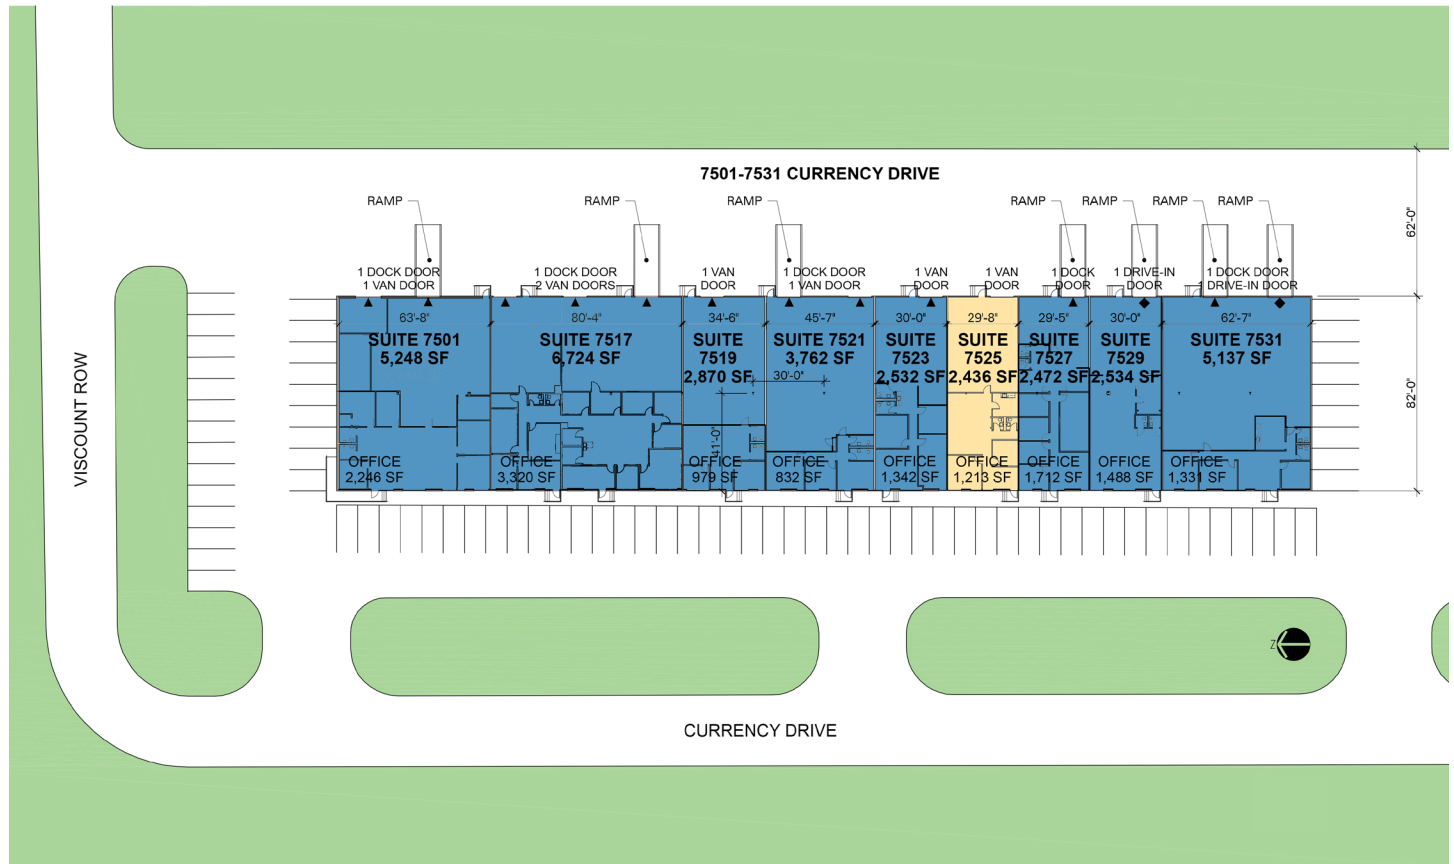 7501-7531 CURRENCY DRIVE
RAMP
RAMP
RAMP
RAMP
RAMP
RAMP
RAMP
62'-0"
1 DOCK DOOR
1 VAN DOOR
1 DOCK DOOR
2 VAN DOORS
1 VAN
DOOR
1 DOCK DOOR
1 VAN DOOR
1 VAN
DOOR
1 VAN
DOOR
1 DOCK
DOOR
1 DRIVE-IN
DOOR
1 DOCK DOOR
1 DRIVE-IN DOOR
63'-8"
80'-4"
34'-6"
45'-7"
30'-0"
29'-8"
29'-5"
30'-0"
62'-7"
SUITE 7501
5,248 SF
SUITE 7517
6,724 SF
SUITE
7519
2,870 SF
SUITE 7521
3,762 SF
SUITE
7523
2,532 SF
SUITE
7525
2,436 SF
SUITE
7527
2,472 SF
SUITE
7529
2,534 SF
SUITE 7531
5,137 SF
30'-0"
41'-0"
82'-0"
VISCOUNT ROW
OFFICE
2,246 SF
OFFICE
3,320 SF
OFFICE
979 SF
OFFICE
832 SF
OFFICE
1,342 SF
OFFICE
1,213 SF
OFFICE
1,712 SF
OFFICE
1,488 SF
OFFICE
1,331 SF
Z
CURRENCY DRIVE